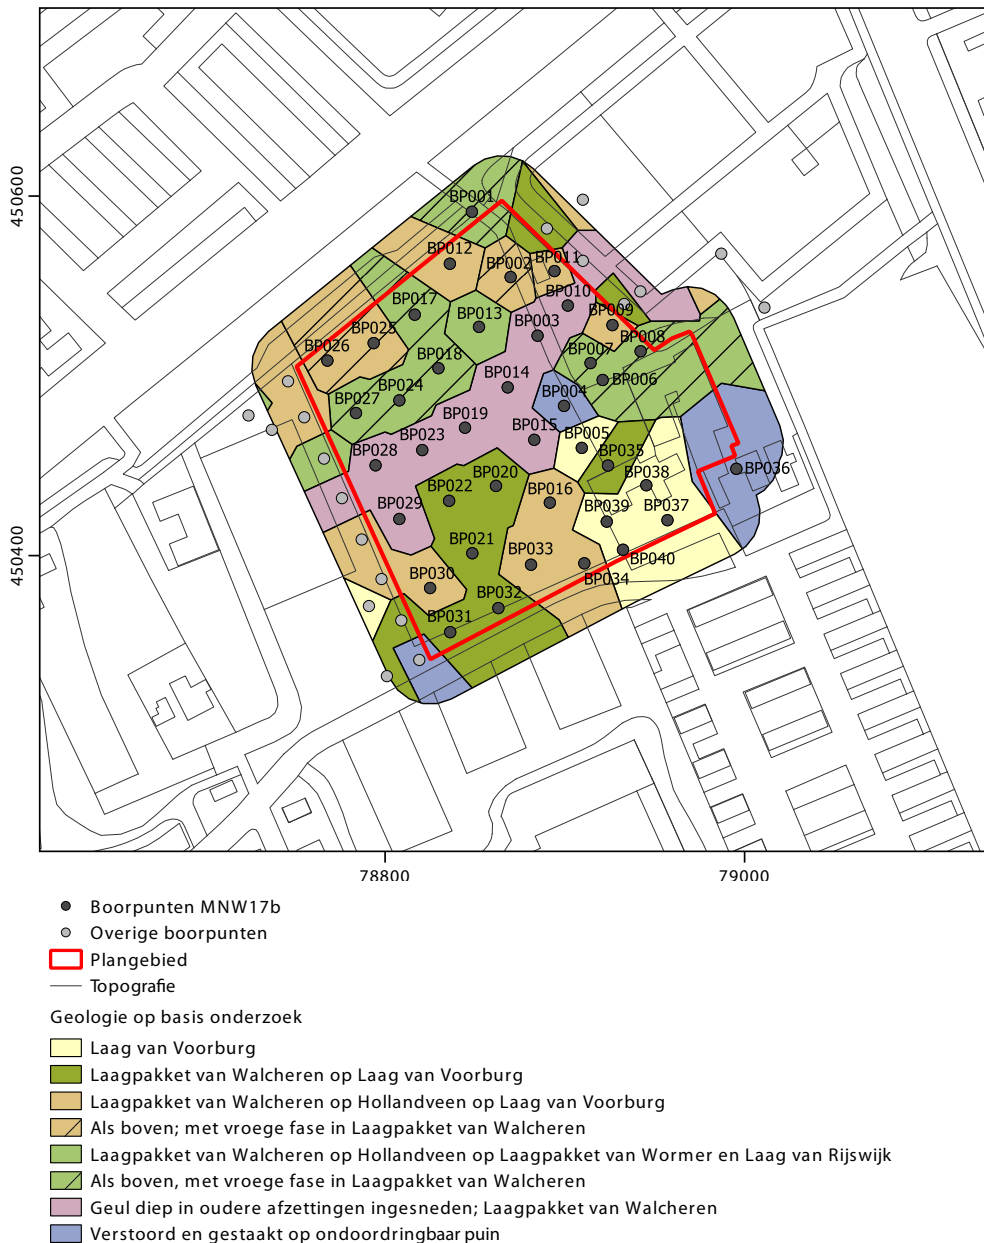 450600
450400
BP001
BP012
BP002
BP011
BP010
BP017
BP013
BP003
BP009
BP025
BP026
BP018
BP008
BP007
BP006
BP014
BP024
BP027
BP004
BP019
BP015
BP023
BP005
BP028
BP035
BP020
BP038
BP036
BP022
BP016
BP029
BP039
BP037
BP021
BP033
BP040
BP030
BP034
BP032
BP031
78800
79000
Boorpunten MNW17b
Overige boorpunten
Plangebied
Topografie
Geologie op basis onderzoek
Laag van Voorburg
Laagpakket van Walcheren op Laag van Voorburg
Laagpakket van Walcheren op Hollandveen op Laag van Voorburg
Als boven; met vroege fase in Laagpakket van Walcheren
Laagpakket van Walcheren op Hollandveen op Laagpakket van Wormer en Laag van Rijswijk
Als boven, met vroege fase in Laagpakket van Walcheren
Geul diep in oudere afzettingen ingesneden; Laagpakket van Walcheren
Verstoord en gestaakt op ondoordringbaar puin